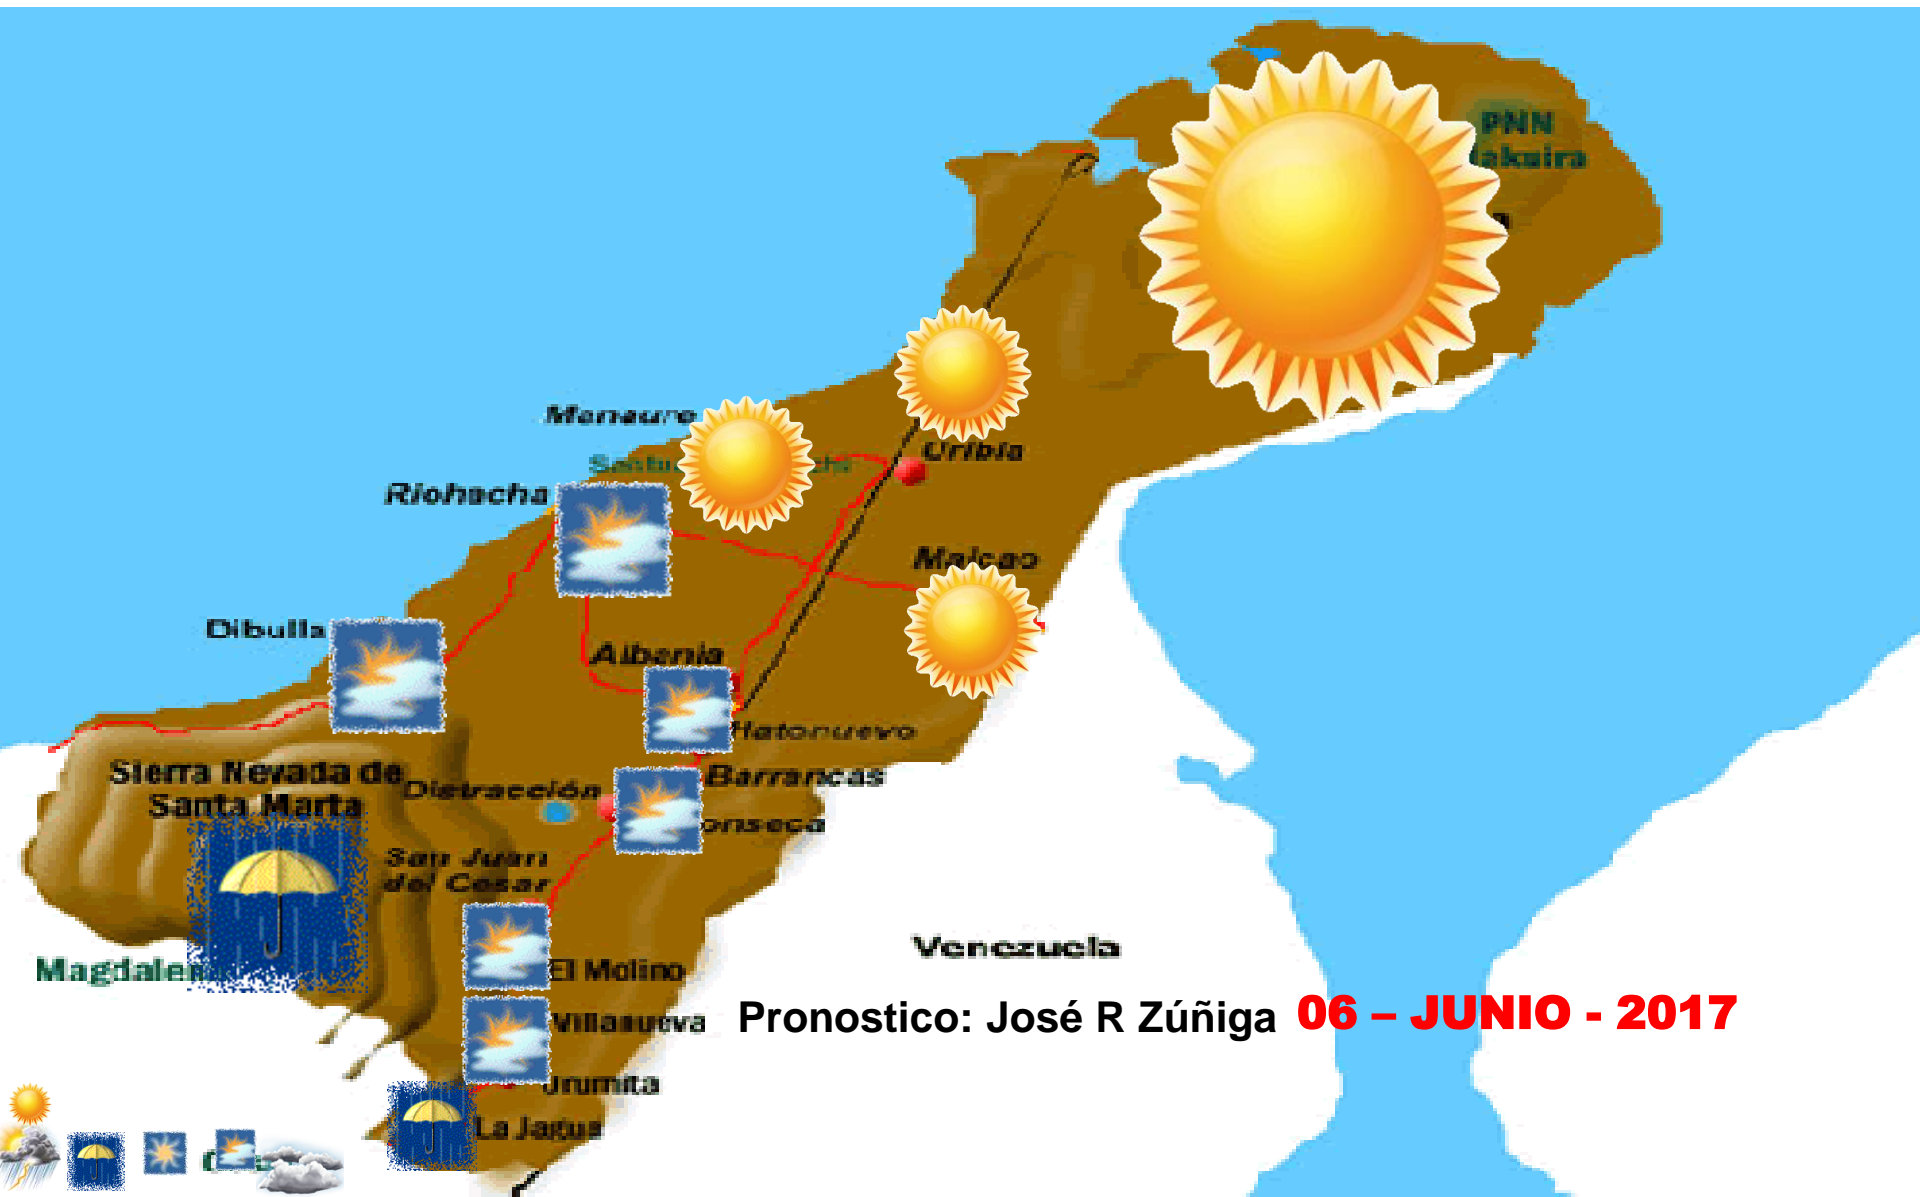 PNN
Manaure
Uribia
Riohacha
Maicao
Dibulla
Albania
Hatonuevo
Sierra Nevada de
Santa Marta
Distracción
Barrancas
onseca
San Juan
del Cesar
Venezuela
El Molino
Villanueva
Pronostico: José R Zúñiga 06 – JUNIO - 2017
Urumita
La Jagua